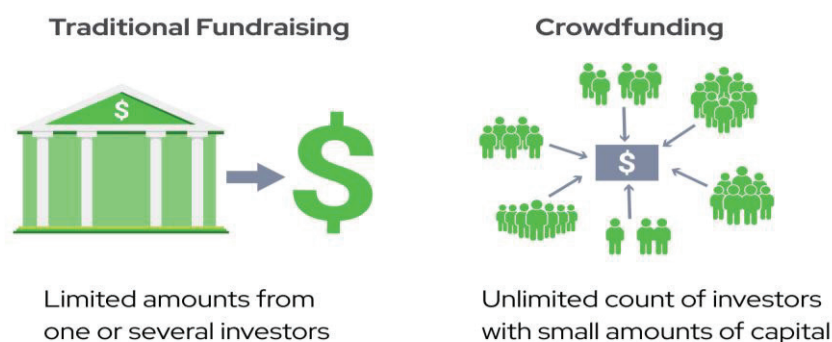 Traditional Fundraising
$
$
Limited amounts from
one or several investors
Crowdfunding
$
Unlimited count of investors
with small amounts of capital